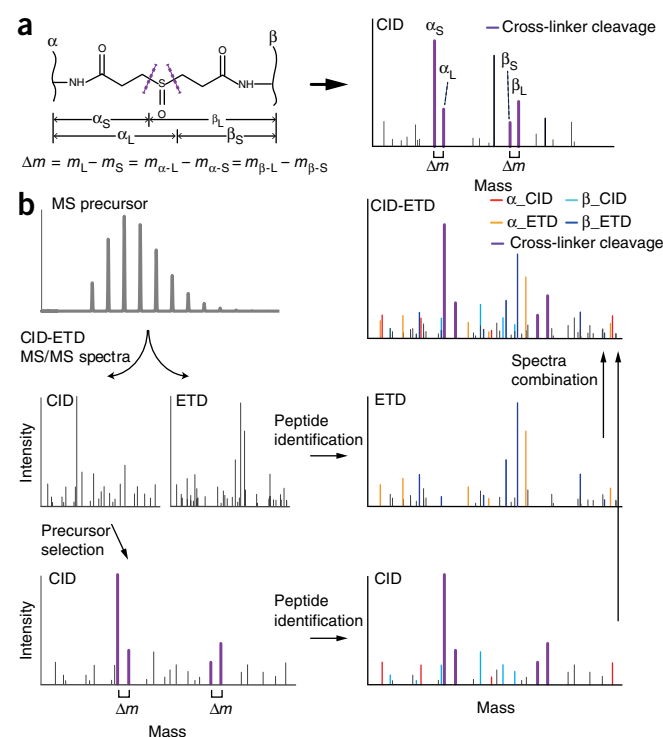 a
α
β
O
O
NH
S
NH
O
α_S
β_L
α_L
β_S
Δm = m_L – m_S = m_α-L – m_α-S = m_β-L – m_β-S
CID
α_S
Cross-linker cleavage
α_L
β_S
β_L
Δm
Δm
Mass
b
MS precursor
CID-ETD
MS/MS spectra
CID
ETD
Intensity
Peptide
identification
Precursor
selection
CID
Intensity
Δm
Δm
Mass
Peptide
identification
CID-ETD
α_CID
β_CID
α_ETD
β_ETD
Cross-linker cleavage
Spectra
combination
ETD
CID
Mass